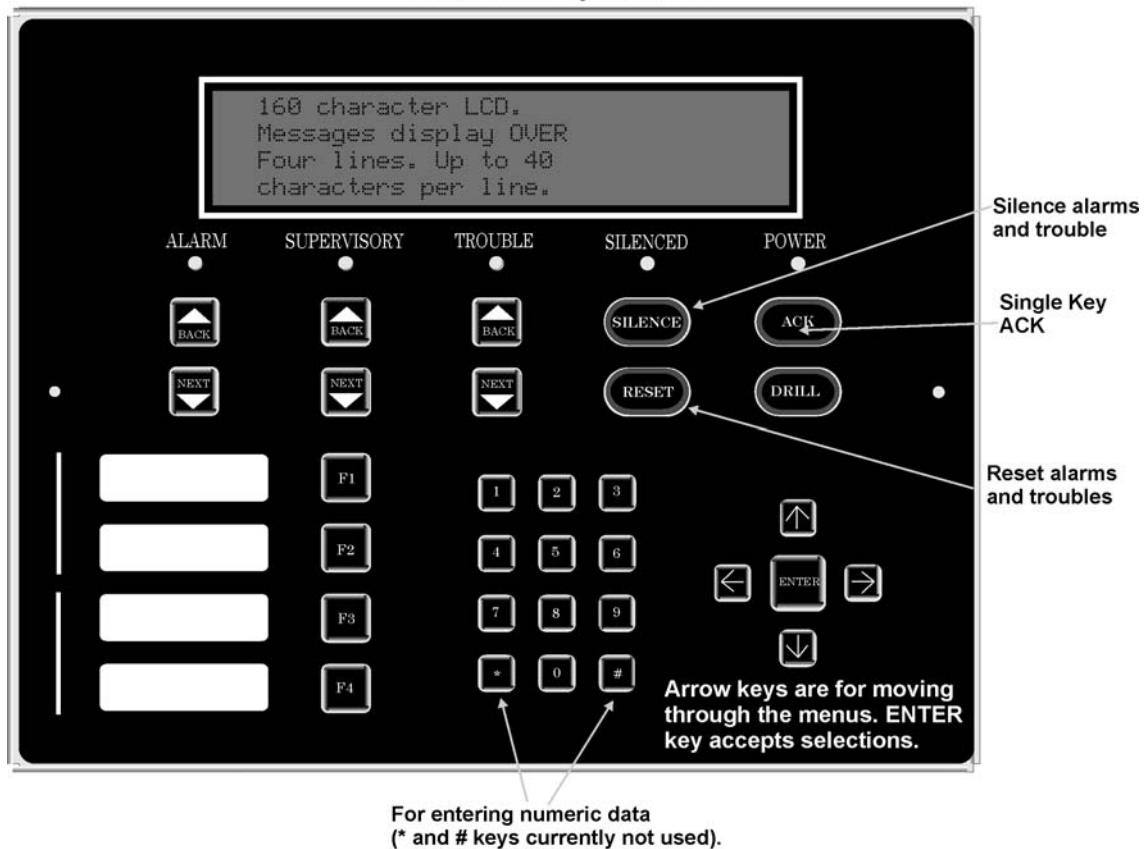 160 character LCD.
Messages display OVER
Four lines. Up to 40
characters per line.
Silence alarms
and trouble
ALARM
SUPERVISORY
TROUBLE
SILENCED
POWER
BACK
BACK
BACK
SILENCE
ACK
Single Key
ACK
NEXT
NEXT
NEXT
RESET
DRILL
Reset alarms
and troubles
F1
1
2
3
F2
4
5
6
ENTER
F3
7
8
9
F4
*
0
#
Arrow keys are for moving
through the menus. ENTER
key accepts selections.
For entering numeric data
(* and # keys currently not used).